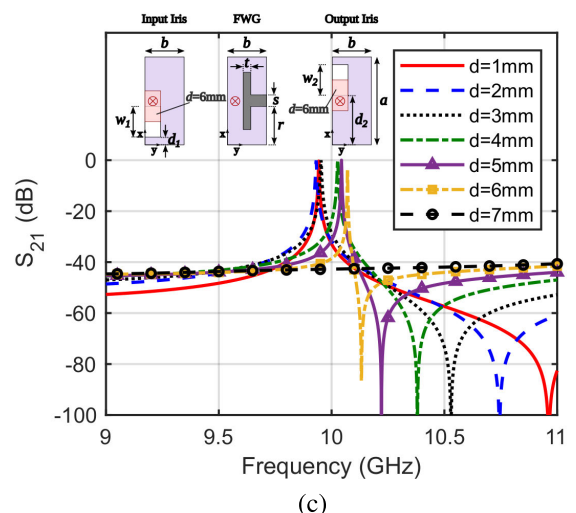 Input Iris FWG Output Iris
b b b
t
w2
d=6mm s d=6mm a
w1 r d2
x d1 x
y y y
d=1mm
d=2mm
d=3mm
d=4mm
d=5mm
d=6mm
d=7mm
S21 (dB)
0
-20
-40
-60
-80
-100
9 9.5 10 10.5 11
Frequency (GHz)
(c)